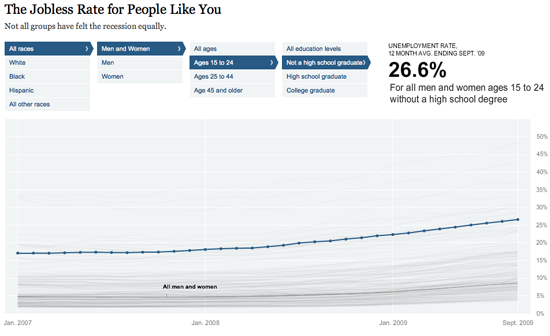 The Jobless Rate for People Like You
Not all groups have felt the recession equally.
All races
White
Black
Hispanic
All other races
Men and Women
Men
Women
All ages
Ages 15 to 24
Ages 25 to 44
Age 45 and older
All education levels
Not a high school graduate
High school graduate
College graduate
UNEMPLOYMENT RATE,
12 MONTH AVG. ENDING SEPT. '09
26.6%
For all men and women ages 15 to 24
without a high school degree
50%
45%
40%
35%
30%
25%
20%
15%
10%
5%
0%
All men and women
Jan. 2007
Jan. 2008
Jan. 2009
Sept. 2009